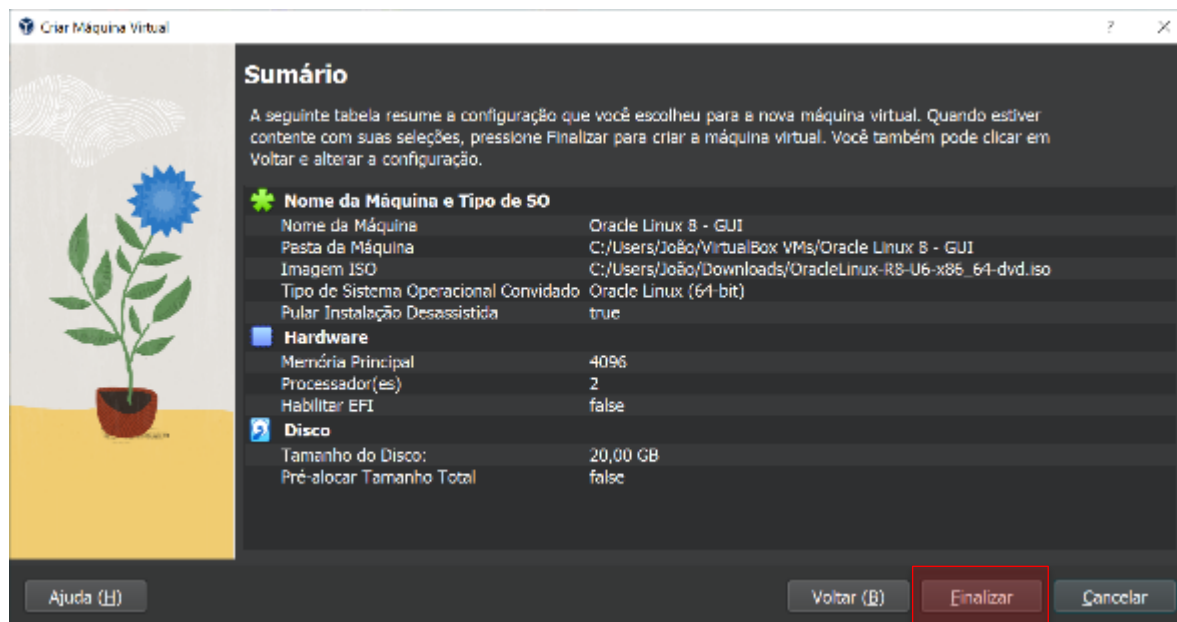 Criar Máquina Virtual
?
Sumário
A seguinte tabela resume a configuração que você escolheu para a nova máquina virtual. Quando estiver
contente com suas seleções, pressione Finalizar para criar a máquina virtual. Você também pode clicar em
Voltar e alterar a configuração.
Nome da Máquina e Tipo de SO
Nome da Máquina Oracle Linux 8 - GUI
Pasta da Máquina C:/Users/João/VirtualBox VMs/Oracle Linux 8 - GUI
Imagem ISO C:/Users/João/Downloads/OracleLinux-R8-U6-x86_64-dvd.iso
Tipo de Sistema Operacional Convidado Oracle Linux (64-bit)
Pular Instalação Desassistida true
Hardware
Memória Principal 4096
Processador(es) 2
Habilitar EFI false
Disco
Tamanho do Disco: 20,00 GB
Pré-alocar Tamanho Total false
Ajuda (H) Voltar (B) Finalizar Cancelar